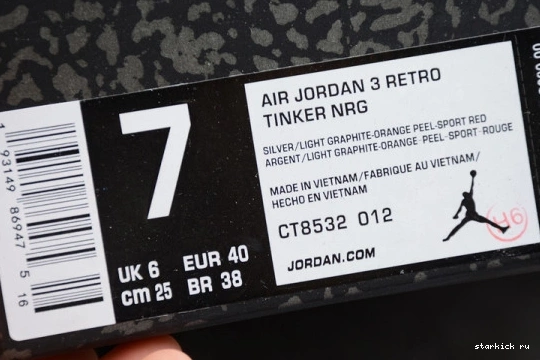 7
UK 6 EUR 40
cm 25 BR 38
AIR JORDAN 3 RETRO
TINKER NRG
SILVER/LIGHT GRAPHITE-ORANGE PEEL-SPORT RED
ARGENT/LIGHT GRAPHITE-ORANGE PEEL-SPORT ROUGE
MADE IN VIETNAM/FABRIQUE AU VIETNAM/
HECHO EN VIETNAM
CT8532 012
JORDAN.COM
93149 86947 5 16
starkick ru